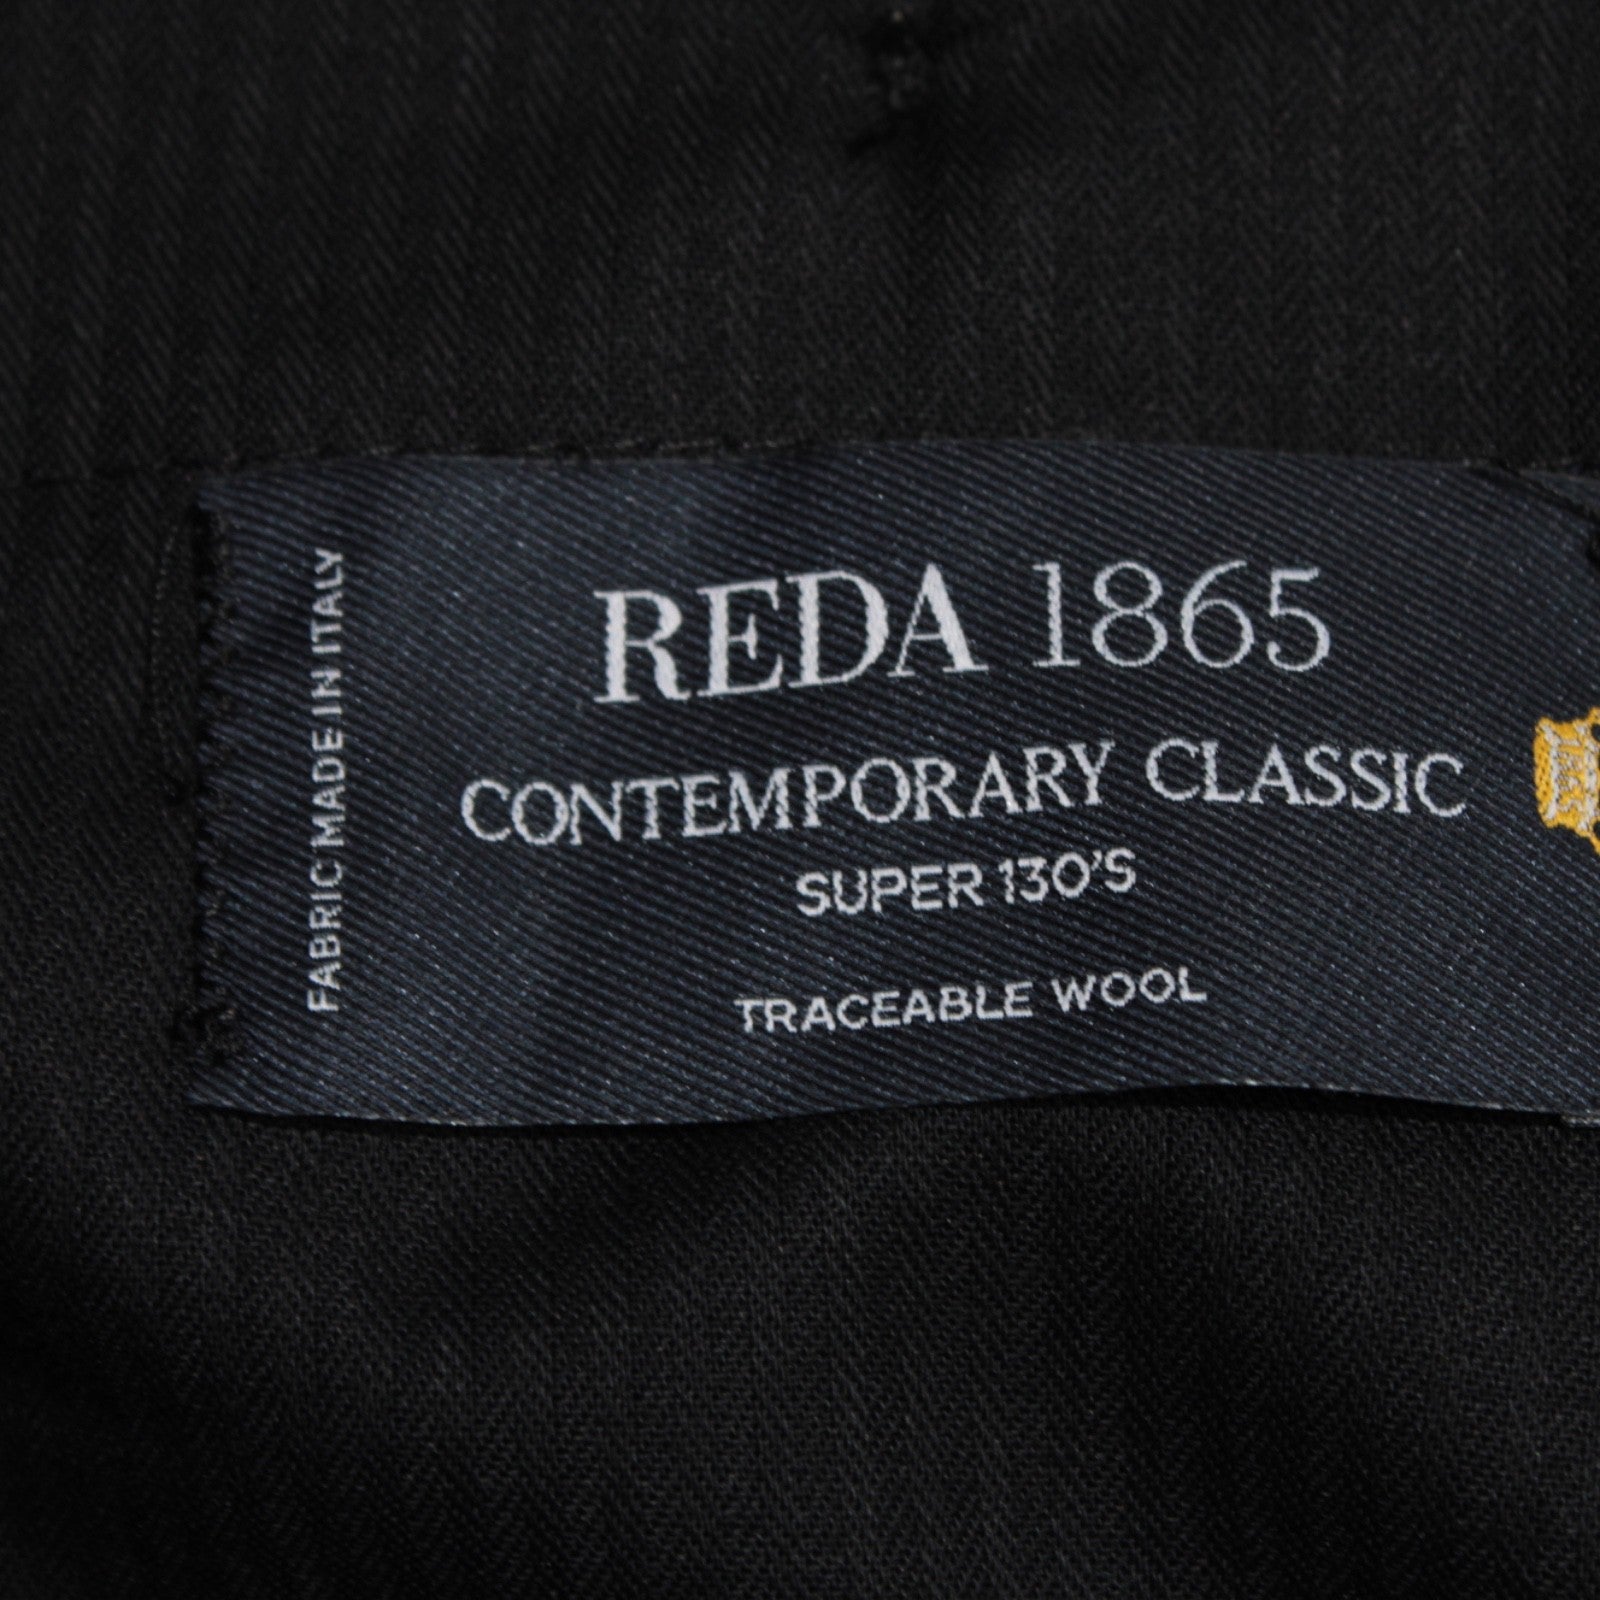 FABRIC MADE IN ITALY
REDA 1865
CONTEMPORARY CLASSIC
SUPER 130'S
TRACEABLE WOOL